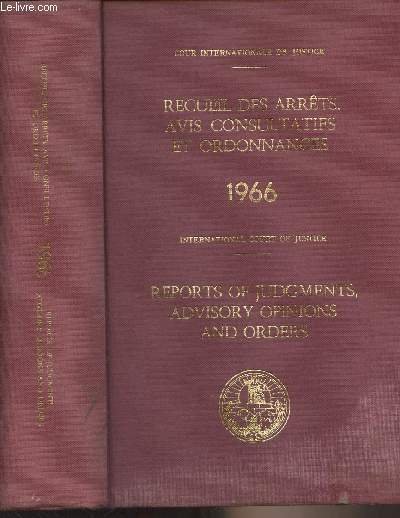 Le-livre.com
COUR INTERNATIONALE DE JUSTICE
RECUEIL DES ARRÊTS,
AVIS CONSULTATIFS
ET ORDONNANCES
1966
INTERNATIONAL COURT OF JUSTICE
REPORTS OF JUDGMENTS,
ADVISORY OPINIONS
AND ORDERS
1966